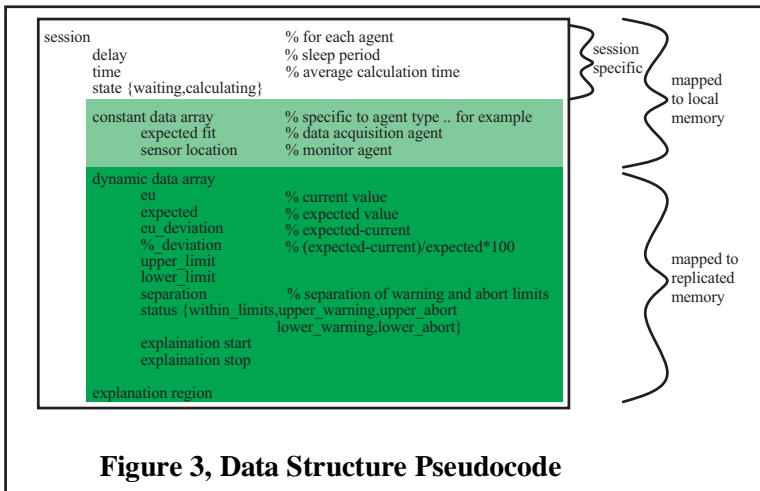 session % for each agent
delay % sleep period
time % average calculation time
state {waiting,calculating}
constant data array % specific to agent type .. for example
expected fit % data acquisition agent
sensor location % monitor agent
dynamic data array
eu % current value
expected % expected value
eu_deviation % expected-current
%_deviation % (expected-current)/expected*100
upper_limit
lower_limit
separation % separation of warning and abort limits
status {within_limits,upper_warning,upper_abort
lower_warning,lower_abort}
explaination start
explaination stop
explanation region
session
specific
mapped
to local
memory
mapped to
replicated
memory
Figure 3, Data Structure Pseudocode